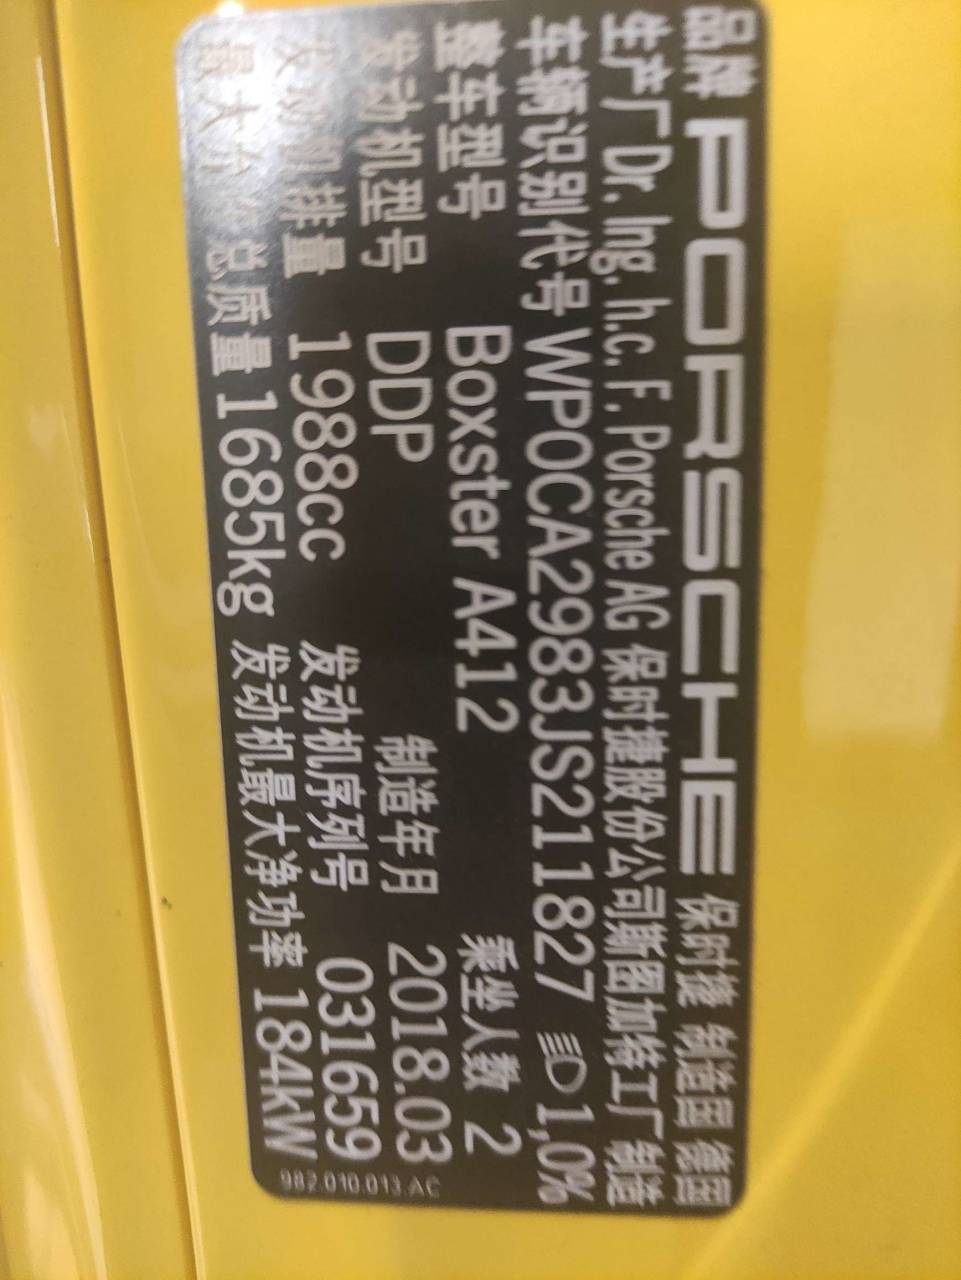 品牌 PORSCHE 保时捷 制造国 德国
生产厂 Dr. Ing. h.c. F. Porsche AG 保时捷股份公司斯图加特工厂 制造
车辆识别代号 WP0CA2983JS211827 1,0%
整车型号 Boxster A412 乘坐人数 2
发动机型号 DDP 制造年月 2018.03
发动机排量 1988cc 发动机序列号 031659
最大合准总质量 1685kg 发动机最大净功率 184kW
982.010.013.AC